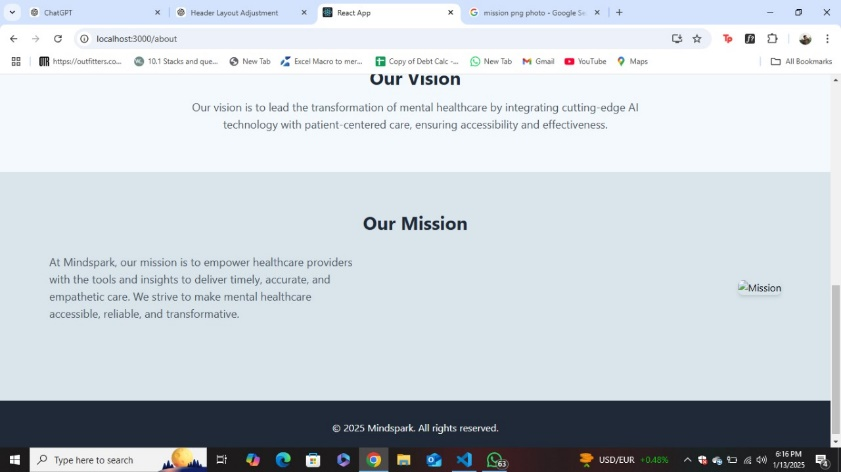 ChatGPT
Header Layout Adjustment
React App
mission png photo - Google Se
localhost:3000/about
https://outfitters.co...
10.1 Stacks and que...
New Tab
Excel Macro to mer...
Copy of Debt Calc -...
New Tab
Gmail
YouTube
Maps
All Bookmarks
Our Vision
Our vision is to lead the transformation of mental healthcare by integrating cutting-edge AI
technology with patient-centered care, ensuring accessibility and effectiveness.
Our Mission
At Mindspark, our mission is to empower healthcare providers
with the tools and insights to deliver timely, accurate, and
empathetic care. We strive to make mental healthcare
accessible, reliable, and transformative.
Mission
© 2025 Mindspark. All rights reserved.
Type here to search
63
USD/EUR +0.48%
6:16 PM
1/13/2025
4